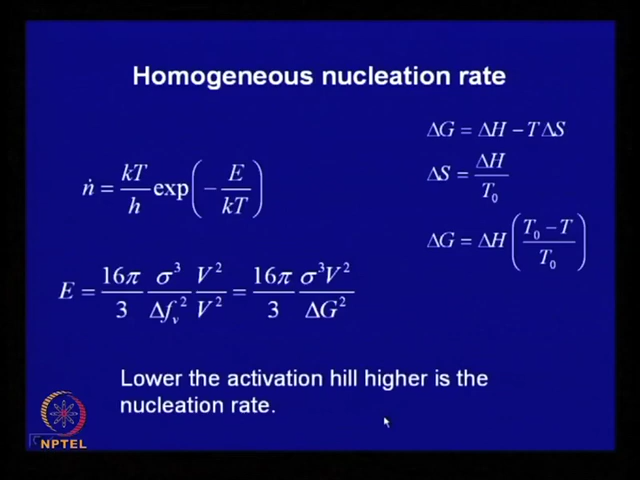 Homogeneous nucleation rate
ΔG = ΔH − TΔS
ΔS = ΔH / T₀
ΔG = ΔH ( (T₀ − T) / T₀ )
ṅ = (kT / h) exp( − E / kT )
E = (16π / 3) (σ³ / Δfᵥ²) (V² / V²) = (16π / 3) (σ³V² / ΔG²)
Lower the activation hill higher is the
nucleation rate.
NPTEL